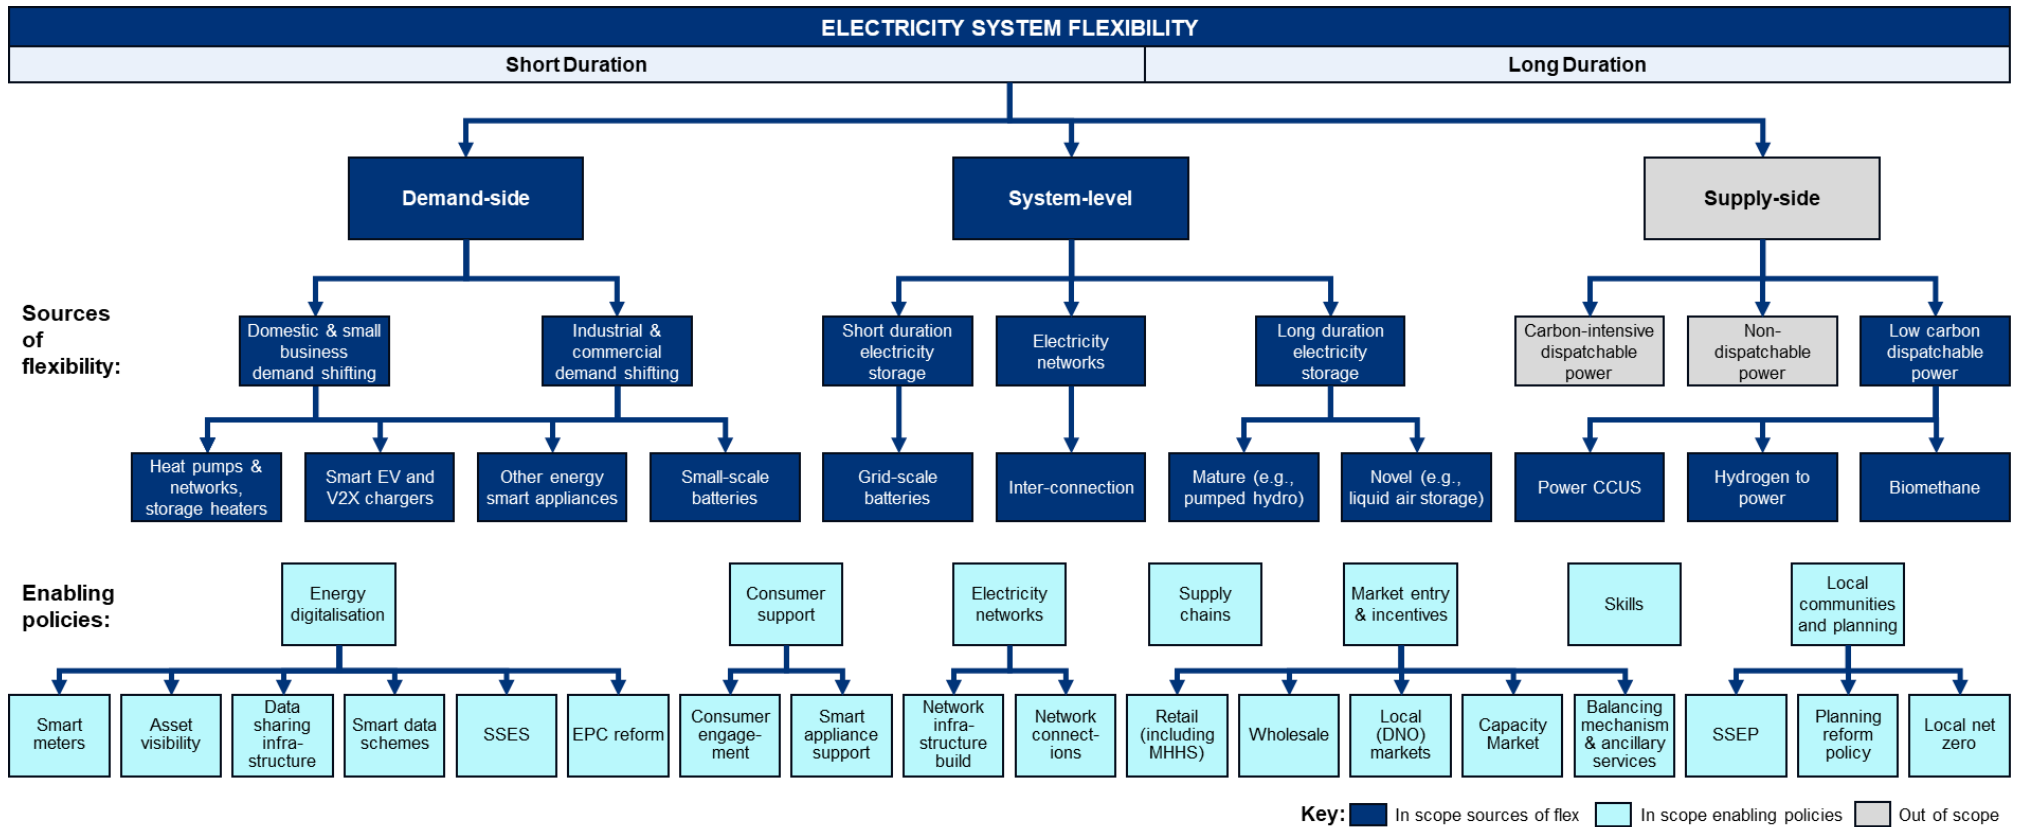 ELECTRICITY SYSTEM FLEXIBILITY
Short Duration
Long Duration
Demand-side
System-level
Supply-side
Sources
of
flexibility:
Domestic & small
business
demand shifting
Industrial &
commercial
demand shifting
Short duration
electricity
storage
Electricity
networks
Long duration
electricity
storage
Carbon-intensive
dispatchable
power
Non-
dispatchable
power
Low carbon
dispatchable
power
Heat pumps &
networks,
storage heaters
Smart EV and
V2X chargers
Other energy
smart appliances
Small-scale
batteries
Grid-scale
batteries
Inter-connection
Mature (e.g.,
pumped hydro)
Novel (e.g.,
liquid air storage)
Power CCUS
Hydrogen to
power
Biomethane
Enabling
policies:
Energy
digitalisation
Consumer
support
Electricity
networks
Supply
chains
Market entry
& incentives
Skills
Local
communities
and planning
Smart
meters
Asset
visibility
Data
sharing
infra-
structure
Smart data
schemes
SSES
EPC reform
Consumer
engage-
ment
Smart
appliance
support
Network
infra-
structure
build
Network
connect-
ions
Retail
(including
MHHS)
Wholesale
Local
(DNO)
markets
Capacity
Market
Balancing
mechanism
& ancillary
services
SSEP
Planning
reform
policy
Local net
zero
Key:
In scope sources of flex
In scope enabling policies
Out of scope